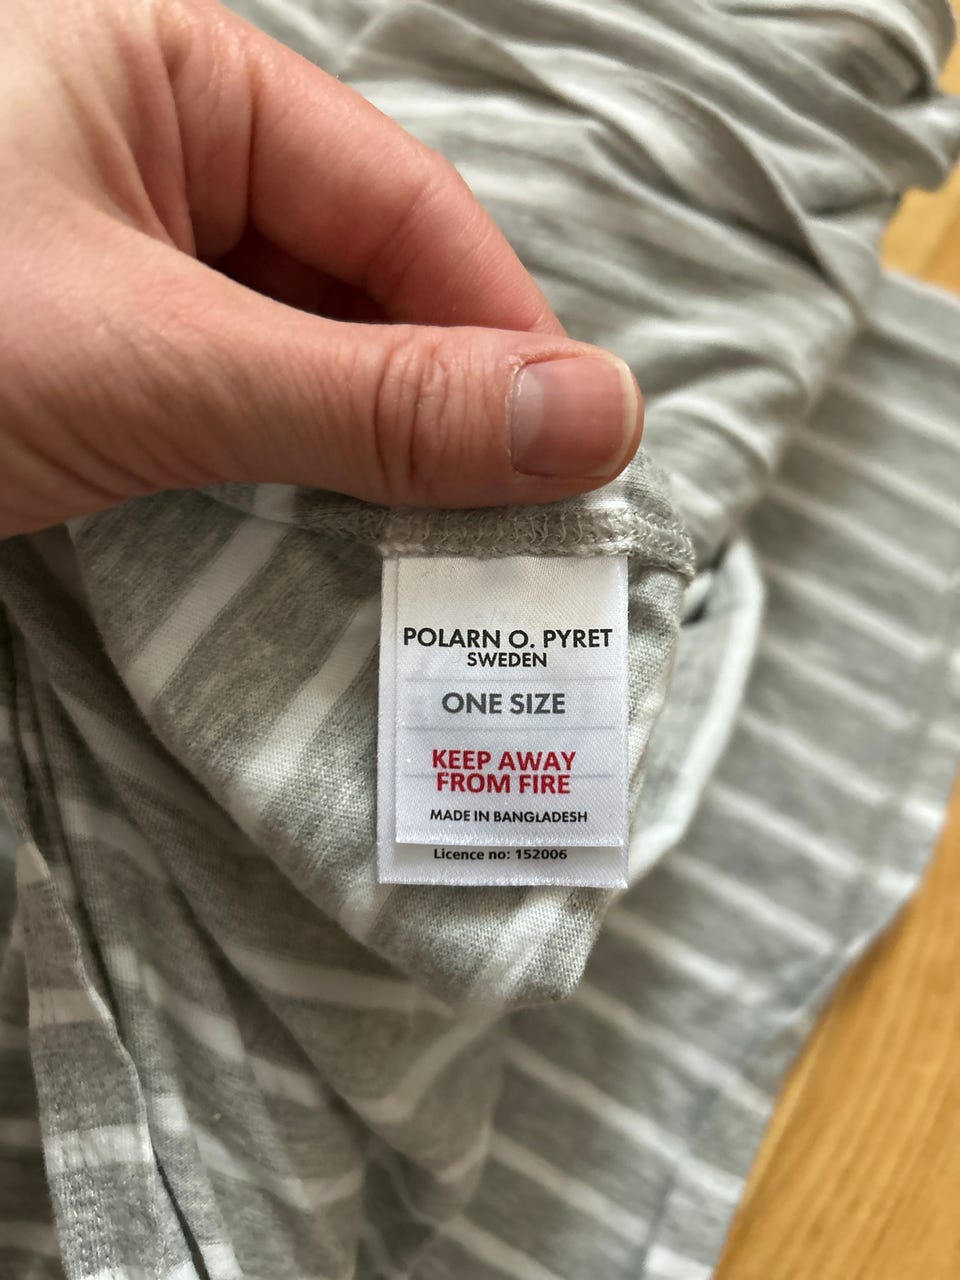 POLARN O. PYRET
SWEDEN
ONE SIZE
KEEP AWAY
FROM FIRE
MADE IN BANGLADESH
Licence no: 152006